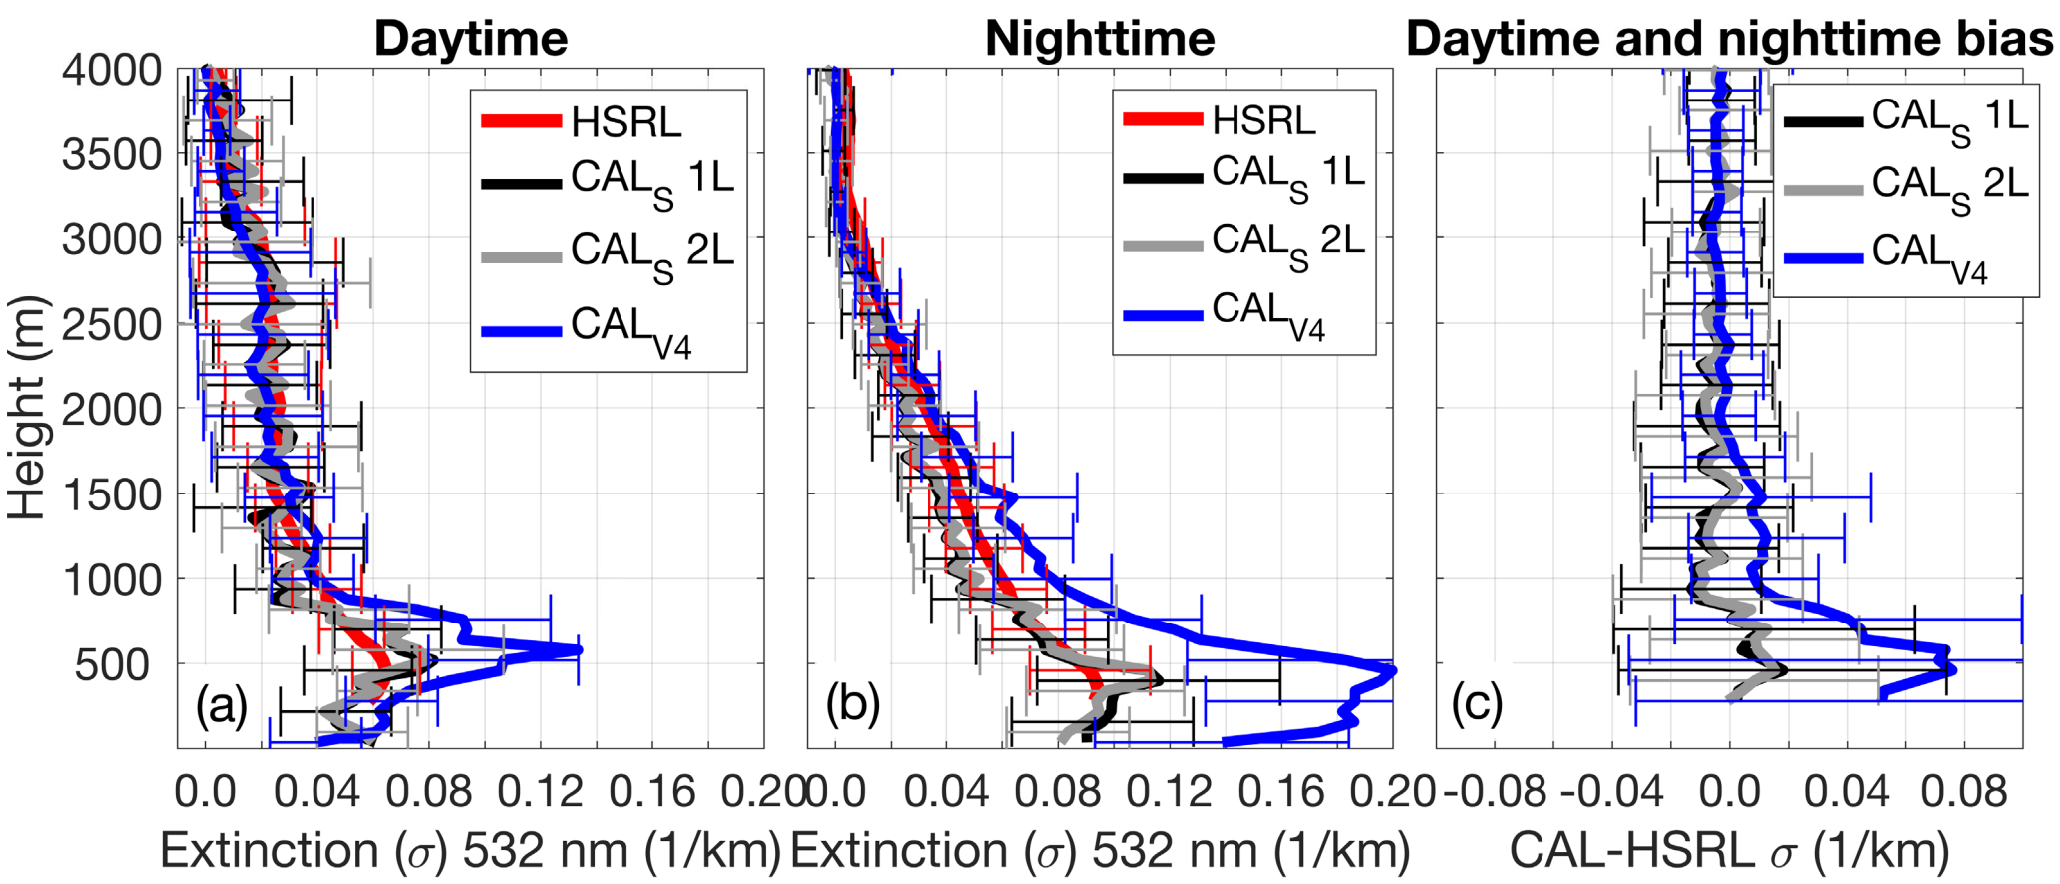 Daytime
Nighttime
Daytime and nighttime bias
Height (m)
4000
3500
3000
2500
2000
1500
1000
500
HSRL
CALS 1L
CALS 2L
CALV4
(a)
0.0 0.04 0.08 0.12 0.16 0.20
Extinction (σ) 532 nm (1/km)
HSRL
CALS 1L
CALS 2L
CALV4
(b)
0.0 0.04 0.08 0.12 0.16 0.20
Extinction (σ) 532 nm (1/km)
CALS 1L
CALS 2L
CALV4
(c)
-0.08 -0.04 0.0 0.04 0.08
CAL-HSRL σ (1/km)